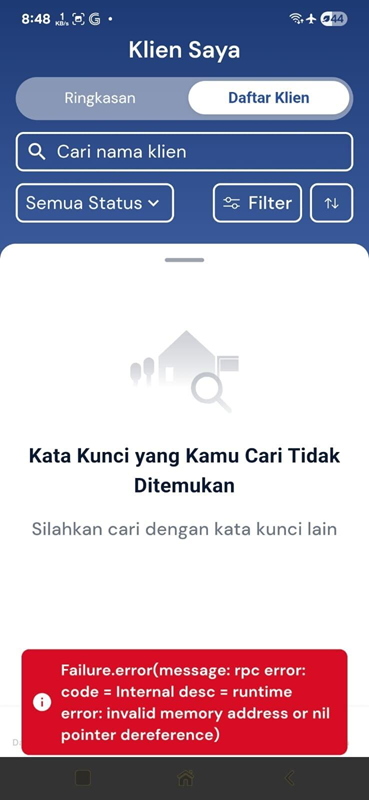 8:48 1 KB/s G
Klien Saya
Ringkasan Daftar Klien
Cari nama klien
Semua Status Filter
Kata Kunci yang Kamu Cari Tidak
Ditemukan
Silahkan cari dengan kata kunci lain
Failure.error(message: rpc error:
code = Internal desc = runtime
error: invalid memory address or nil
pointer dereference)